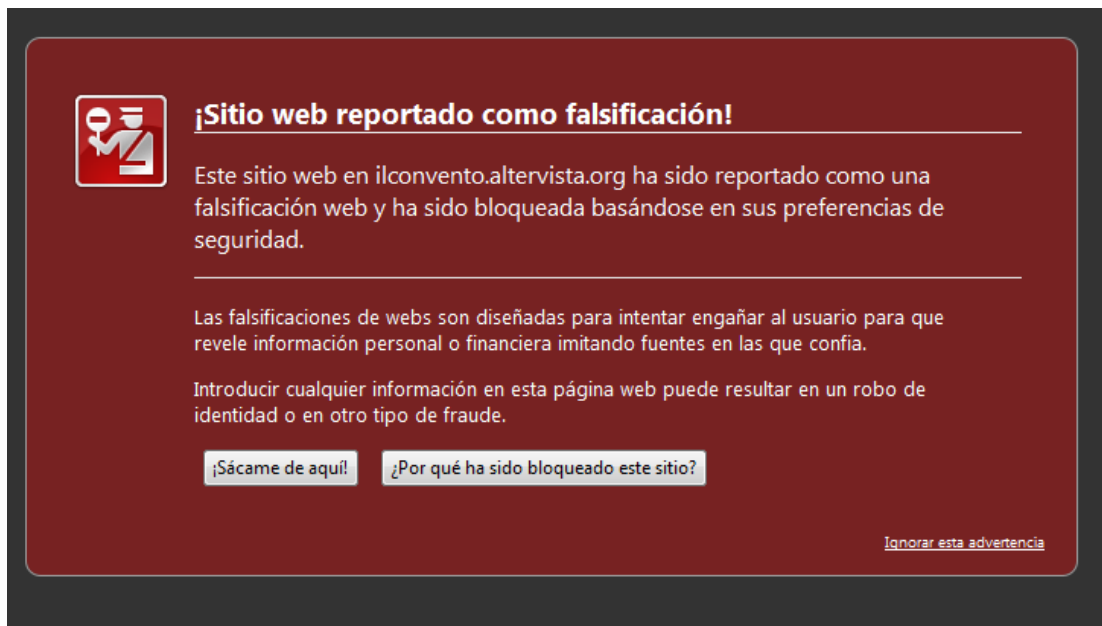 ¡Sitio web reportado como falsificación!
Este sitio web en ilconvento.altervista.org ha sido reportado como una
falsificación web y ha sido bloqueada basándose en sus preferencias de
seguridad.
Las falsificaciones de webs son diseñadas para intentar engañar al usuario para que
revele información personal o financiera imitando fuentes en las que confia.
Introducir cualquier información en esta página web puede resultar en un robo de
identidad o en otro tipo de fraude.
¡Sácame de aquí! ¿Por qué ha sido bloqueado este sitio?
Ignorar esta advertencia